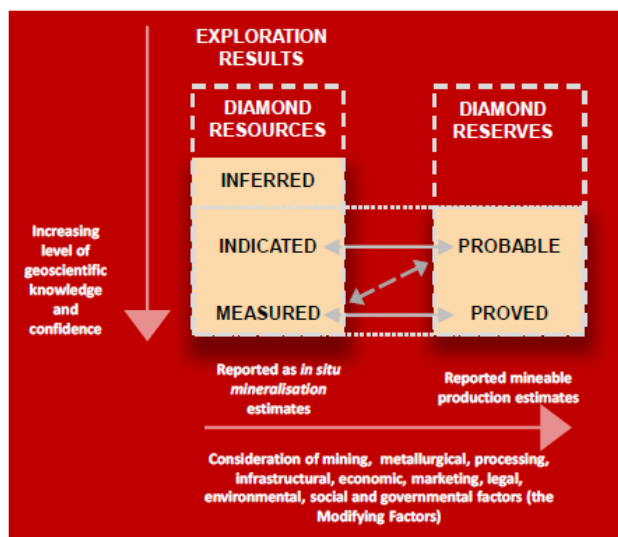 EXPLORATION
RESULTS
DIAMOND
RESOURCES
DIAMOND
RESERVES
INFERRED
Increasing
level of
geoscientific
knowledge
and
confidence
INDICATED
PROBABLE
MEASURED
PROVED
Reported as in situ
mineralisation
estimates
Reported mineable
production estimates
Consideration of mining, metallurgical, processing,
infrastructural, economic, marketing, legal,
environmental, social and governmental factors (the
Modifying Factors)